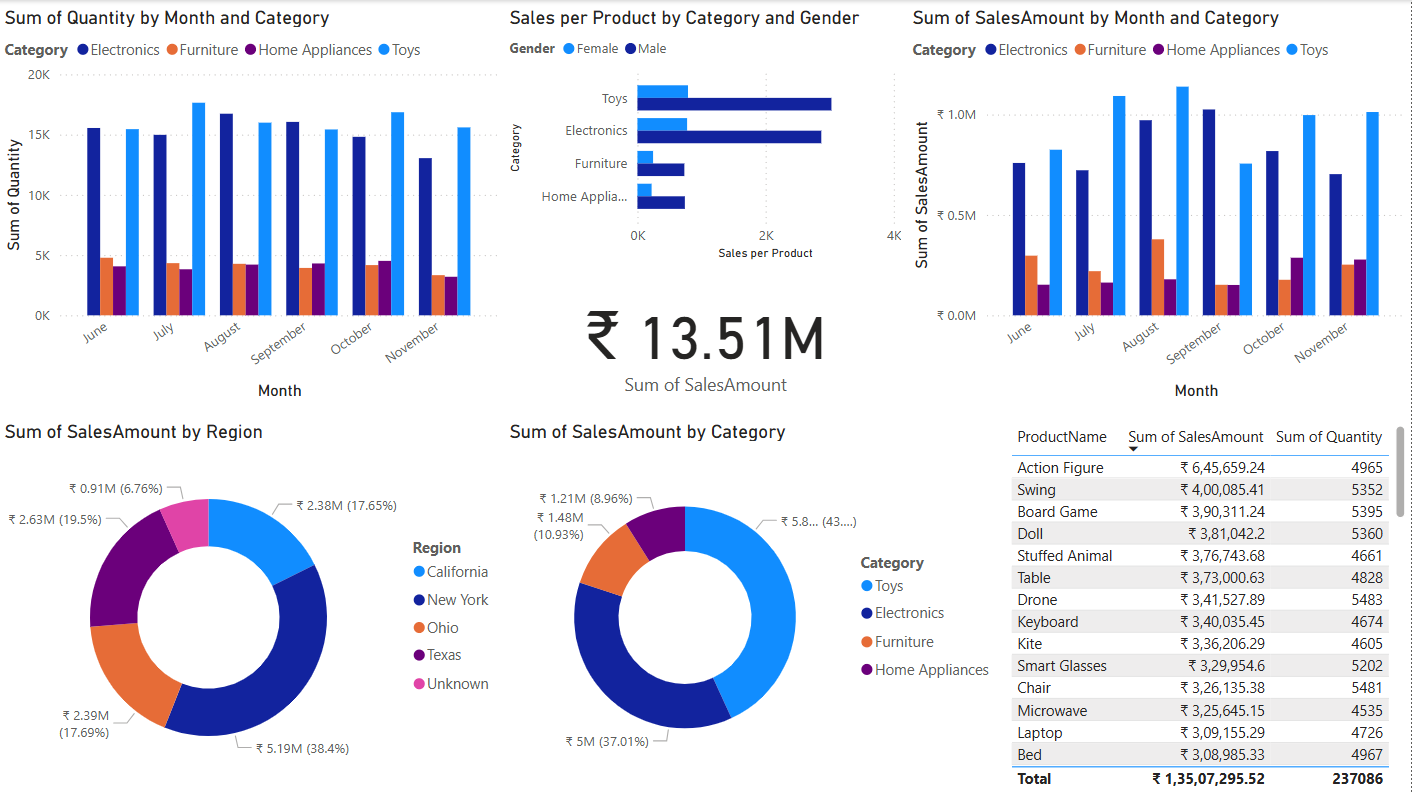 Sum of Quantity by Month and Category
Category Electronics Furniture Home Appliances Toys
20K
15K
10K
5K
0K
Sum of Quantity
June July August September October November
Month
Sales per Product by Category and Gender
Gender Female Male
Category
Toys
Electronics
Furniture
Home Applia...
0K 2K 4K
Sales per Product
₹ 13.51M
Sum of SalesAmount
Sum of SalesAmount by Month and Category
Category Electronics Furniture Home Appliances Toys
₹ 1.0M
₹ 0.5M
₹ 0.0M
Sum of SalesAmount
June July August September October November
Month
Sum of SalesAmount by Region
₹ 0.91M (6.76%)
₹ 2.38M (17.65%)
₹ 2.63M (19.5%)
₹ 2.39M
(17.69%)
₹ 5.19M (38.4%)
Region
California
New York
Ohio
Texas
Unknown
Sum of SalesAmount by Category
₹ 1.21M (8.96%)
₹ 1.48M
(10.93%)
₹ 5.8... (43....)
₹ 5M (37.01%)
Category
Toys
Electronics
Furniture
Home Appliances
ProductName Sum of SalesAmount Sum of Quantity
Action Figure ₹ 6,45,659.24 4965
Swing ₹ 4,00,085.41 5352
Board Game ₹ 3,90,311.24 5395
Doll ₹ 3,81,042.2 5360
Stuffed Animal ₹ 3,76,743.68 4661
Table ₹ 3,73,000.63 4828
Drone ₹ 3,41,527.89 5483
Keyboard ₹ 3,40,035.45 4674
Kite ₹ 3,36,206.29 4605
Smart Glasses ₹ 3,29,954.6 5202
Chair ₹ 3,26,135.38 5481
Microwave ₹ 3,25,645.15 4535
Laptop ₹ 3,09,155.29 4726
Bed ₹ 3,08,985.33 4967
Total ₹ 1,35,07,295.52 237086